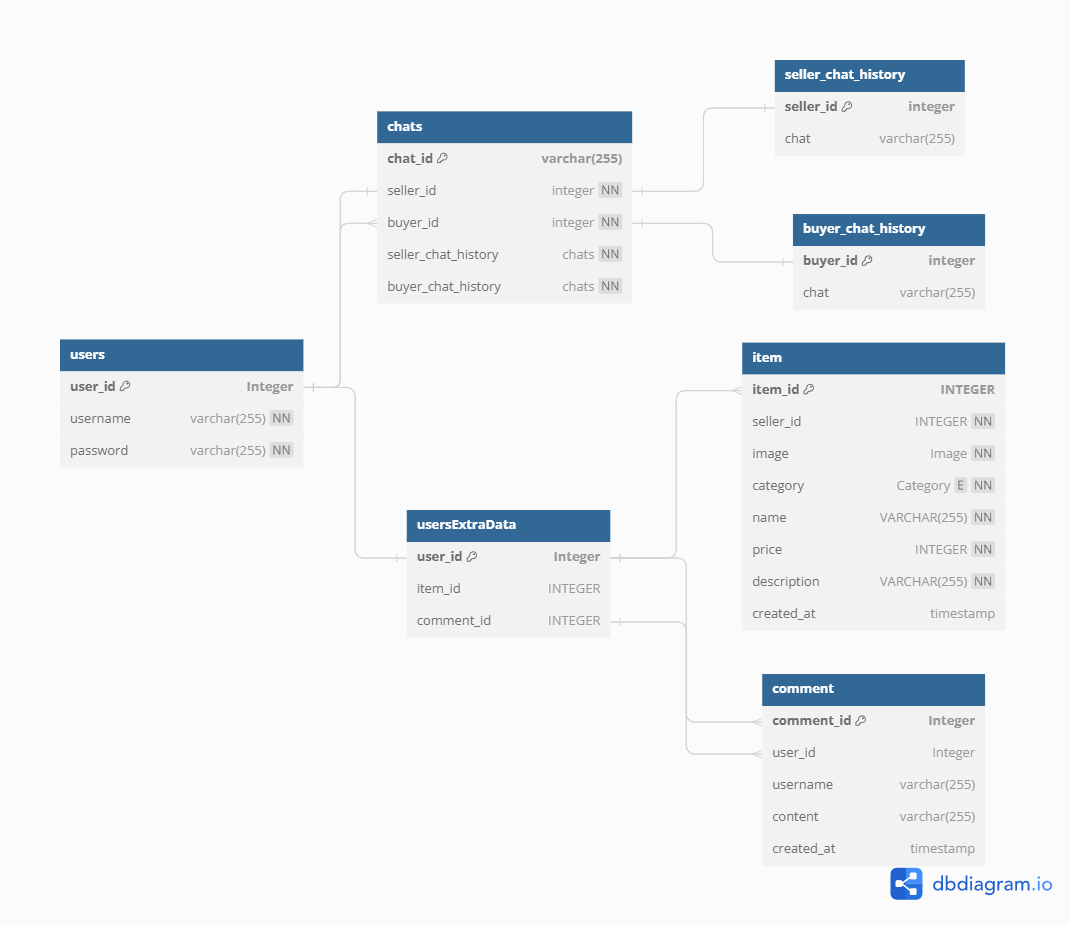 seller_chat_history
seller_id integer
chat varchar(255)
chats
chat_id varchar(255)
seller_id integer NN
buyer_id integer NN
seller_chat_history chats NN
buyer_chat_history chats NN
buyer_chat_history
buyer_id integer
chat varchar(255)
users
user_id Integer
username varchar(255) NN
password varchar(255) NN
item
item_id INTEGER
seller_id INTEGER NN
image Image NN
category Category E NN
name VARCHAR(255) NN
price INTEGER NN
description VARCHAR(255) NN
created_at timestamp
usersExtraData
user_id Integer
item_id INTEGER
comment_id INTEGER
comment
comment_id Integer
user_id Integer
username varchar(255)
content varchar(255)
created_at timestamp
dbdiagram.io